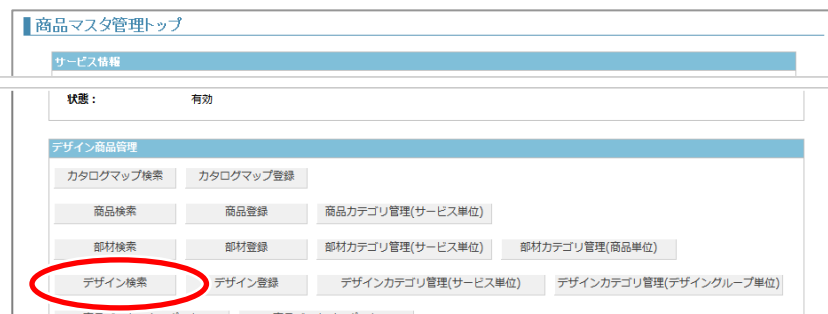 商品マスタ管理トップ
サービス情報
状態： 有効
デザイン商品管理
カタログマップ検索 カタログマップ登録
商品検索 商品登録 商品カテゴリ管理(サービス単位)
部材検索 部材登録 部材カテゴリ管理(サービス単位) 部材カテゴリ管理(商品単位)
デザイン検索 デザイン登録 デザインカテゴリ管理(サービス単位) デザインカテゴリ管理(デザイングループ単位)